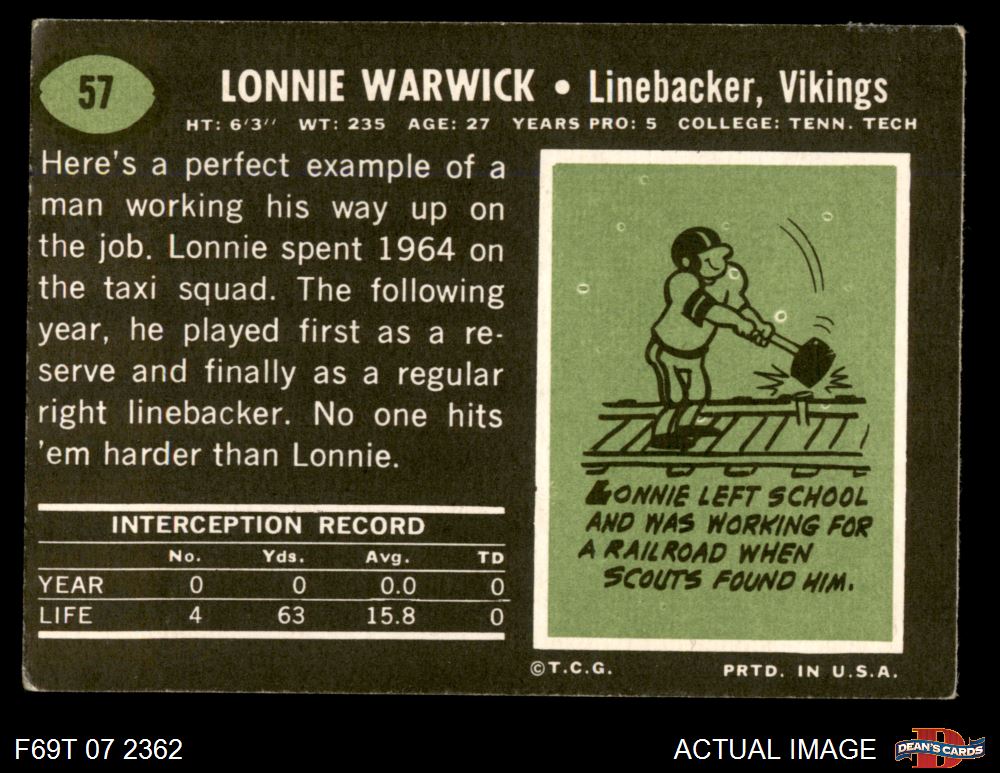 57
LONNIE WARWICK • Linebacker, Vikings
HT: 6'3'' WT: 235 AGE: 27 YEARS PRO: 5 COLLEGE: TENN. TECH
Here's a perfect example of a
man working his way up on
the job. Lonnie spent 1964 on
the taxi squad. The following
year, he played first as a re-
serve and finally as a regular
right linebacker. No one hits
'em harder than Lonnie.
INTERCEPTION RECORD
No. Yds. Avg. TD
YEAR 0 0 0.0 0
LIFE 4 63 15.8 0
LONNIE LEFT SCHOOL
AND WAS WORKING FOR
A RAILROAD WHEN
SCOUTS FOUND HIM.
©T.C.G. PRTD. IN U.S.A.
F69T 07 2362
ACTUAL IMAGE
D
DEAN'S CARDS